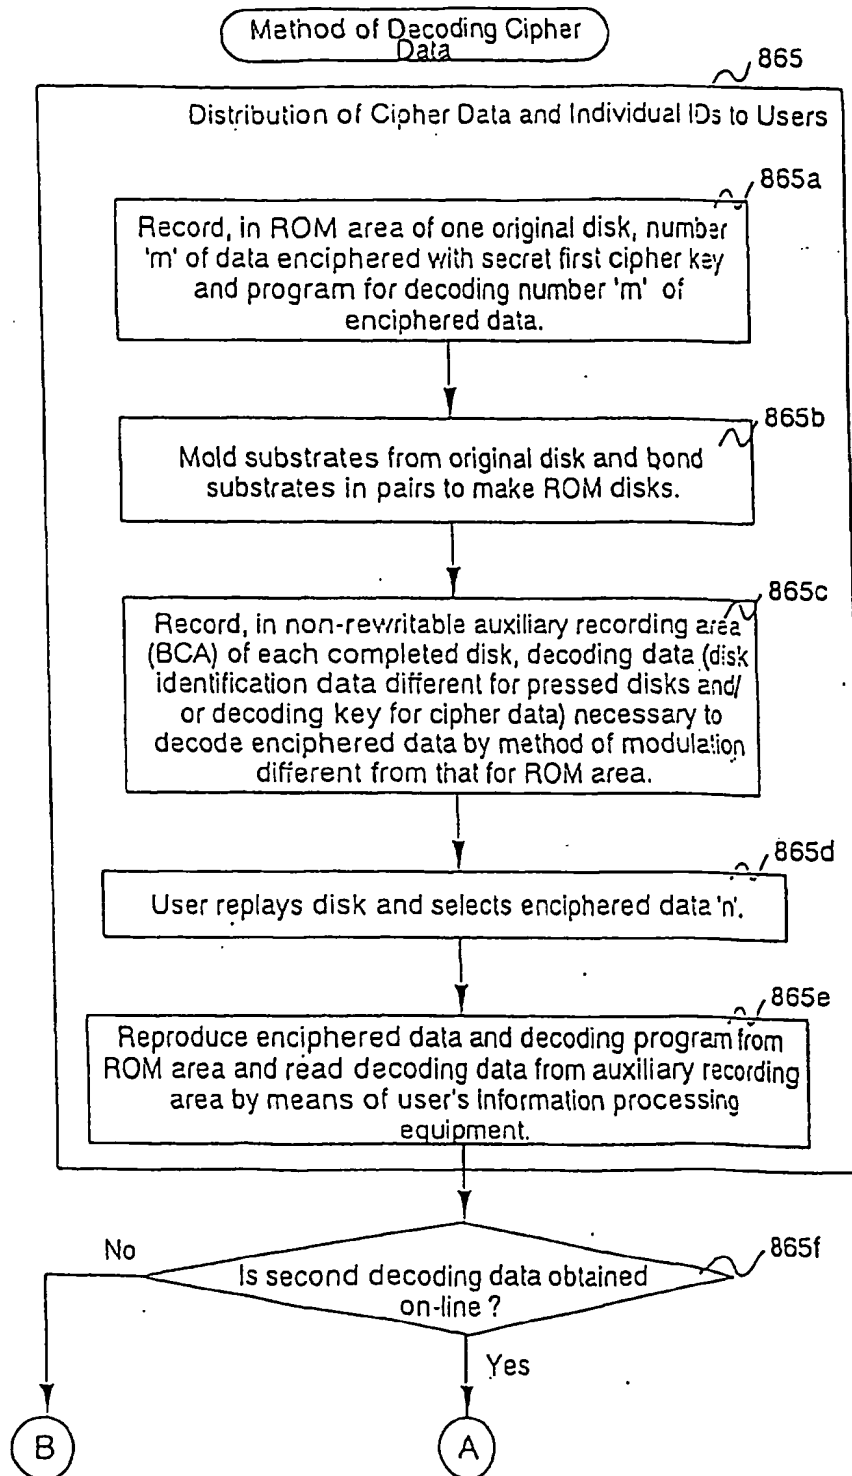 Method of Decoding Cipher
Data
865
Distribution of Cipher Data and Individual IDs to Users
865a
Record, in ROM area of one original disk, number
'm' of data enciphered with secret first cipher key
and program for decoding number 'm' of
enciphered data.
865b
Mold substrates from original disk and bond
substrates in pairs to make ROM disks.
865c
Record, in non-rewritable auxiliary recording area
(BCA) of each completed disk, decoding data (disk
identification data different for pressed disks and/
or decoding key for cipher data) necessary to
decode enciphered data by method of modulation
different from that for ROM area.
865d
User replays disk and selects enciphered data 'n'.
865e
Reproduce enciphered data and decoding program from
ROM area and read decoding data from auxiliary recording
area by means of user's information processing
equipment.
865f
No
Is second decoding data obtained
on-line ?
Yes
B
A